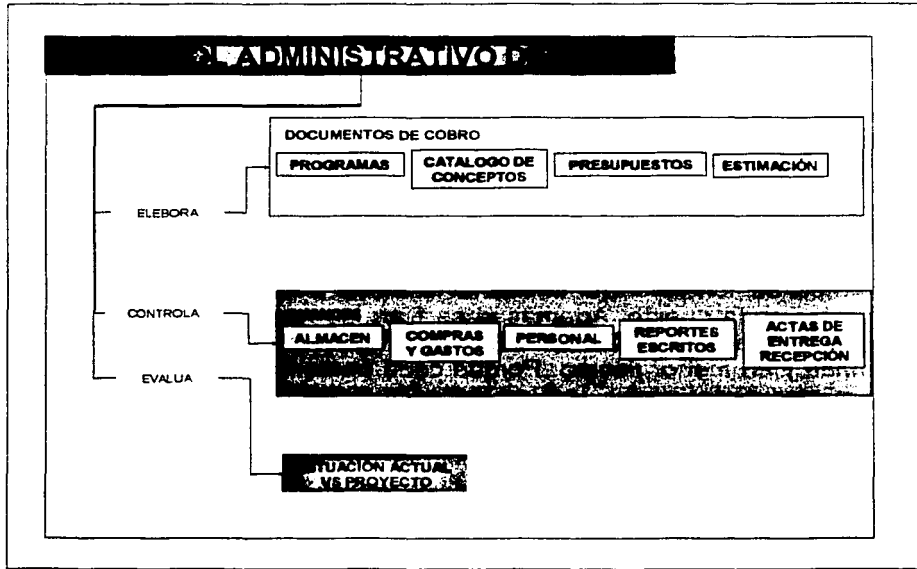 ADMINISTRATIVO
DOCUMENTOS DE COBRO
PROGRAMAS
CATALOGO DE
CONCEPTOS
PRESUPUESTOS
ESTIMACIÓN
ELEBORA
CONTROLA
ALMACEN
COMPRAS
Y GASTOS
PERSONAL
REPORTES
ESCRITOS
ACTAS DE
ENTREGA
RECEPCIÓN
EVALUA
SITUACION ACTUAL
VS PROYECTO